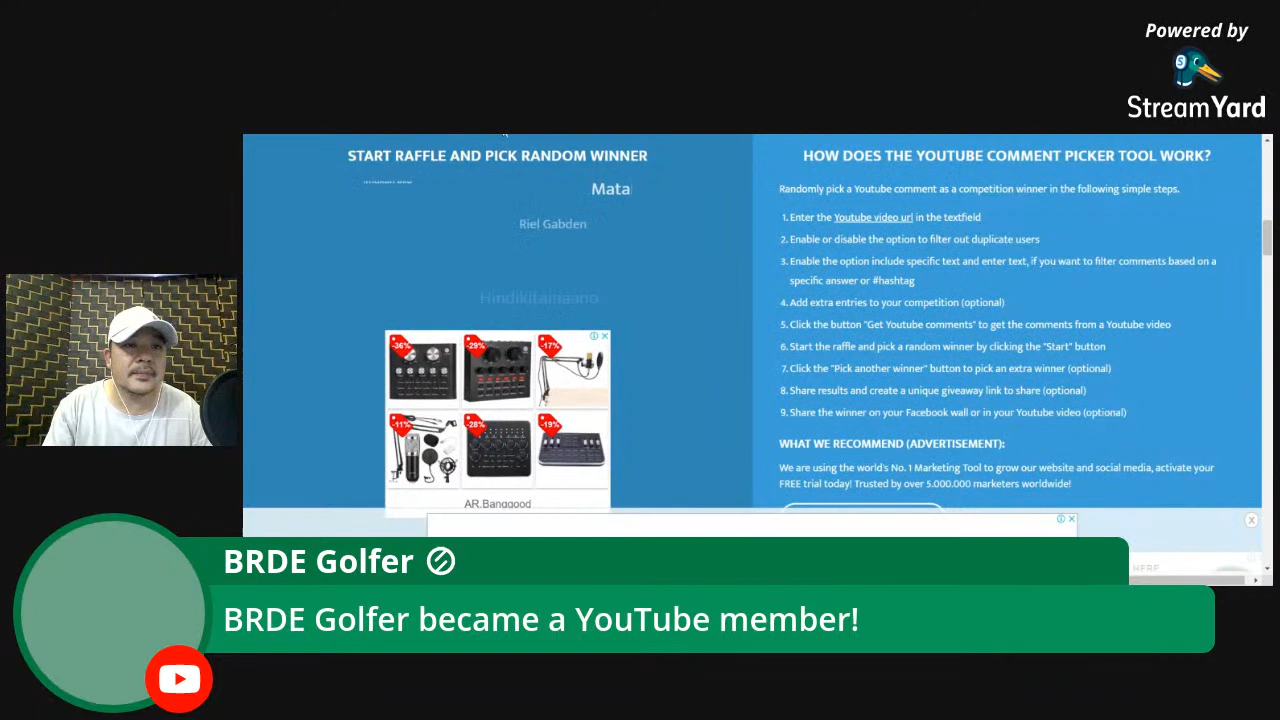 Powered by
StreamYard
START RAFFLE AND PICK RANDOM WINNER
Mata
Riel Gabden
Hindikitainaano
-36%
-29%
-17%
-11%
-28%
-19%
AR.Banggood
HOW DOES THE YOUTUBE COMMENT PICKER TOOL WORK?
Randomly pick a Youtube comment as a competition winner in the following simple steps.
1. Enter the Youtube video url in the textfield
2. Enable or disable the option to filter out duplicate users
3. Enable the option include specific text and enter text, if you want to filter comments based on a
specific answer or #hashtag
4. Add extra entries to your competition (optional)
5. Click the button "Get Youtube comments" to get the comments from a Youtube video
6. Start the raffle and pick a random winner by clicking the "Start" button
7. Click the "Pick another winner" button to pick an extra winner (optional)
8. Share results and create a unique giveaway link to share (optional)
9. Share the winner on your Facebook wall or in your Youtube video (optional)
WHAT WE RECOMMEND (ADVERTISEMENT):
We are using the world's No. 1 Marketing Tool to grow our website and social media, activate your
FREE trial today! Trusted by over 5.000.000 marketers worldwide!
HERE
BRDE Golfer
BRDE Golfer became a YouTube member!